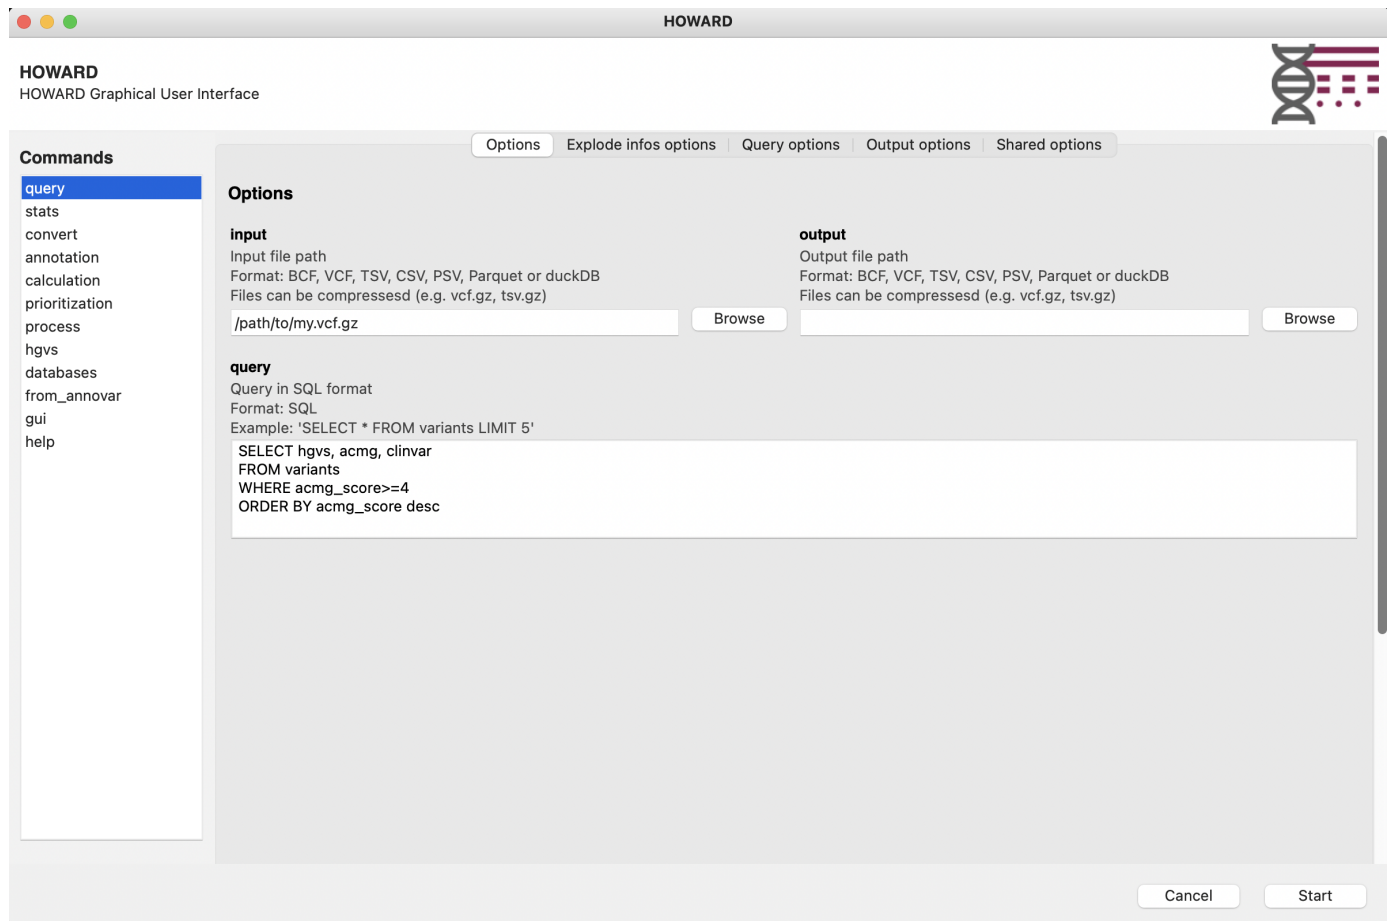 HOWARD
HOWARD
HOWARD Graphical User Interface
Commands
query
stats
convert
annotation
calculation
prioritization
process
hgvs
databases
from_annovar
gui
help
Options Explode infos options Query options Output options Shared options
Options
input
Input file path
Format: BCF, VCF, TSV, CSV, PSV, Parquet or duckDB
Files can be compressesd (e.g. vcf.gz, tsv.gz)
/path/to/my.vcf.gz Browse
output
Output file path
Format: BCF, VCF, TSV, CSV, PSV, Parquet or duckDB
Files can be compressesd (e.g. vcf.gz, tsv.gz)
Browse
query
Query in SQL format
Format: SQL
Example: 'SELECT * FROM variants LIMIT 5'
SELECT hgvs, acmg, clinvar
FROM variants
WHERE acmg_score>=4
ORDER BY acmg_score desc
Cancel Start